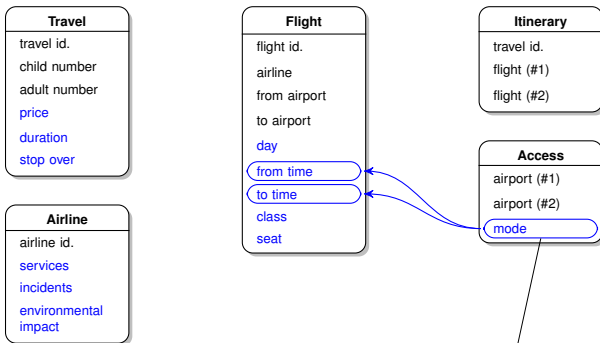 Travel
travel id.
child number
adult number
price
duration
stop over
Airline
airline id.
services
incidents
environmental
impact
Flight
flight id.
airline
from airport
to airport
day
from time
to time
class
seat
Itinerary
travel id.
flight (#1)
flight (#2)
Access
airport (#1)
airport (#2)
mode